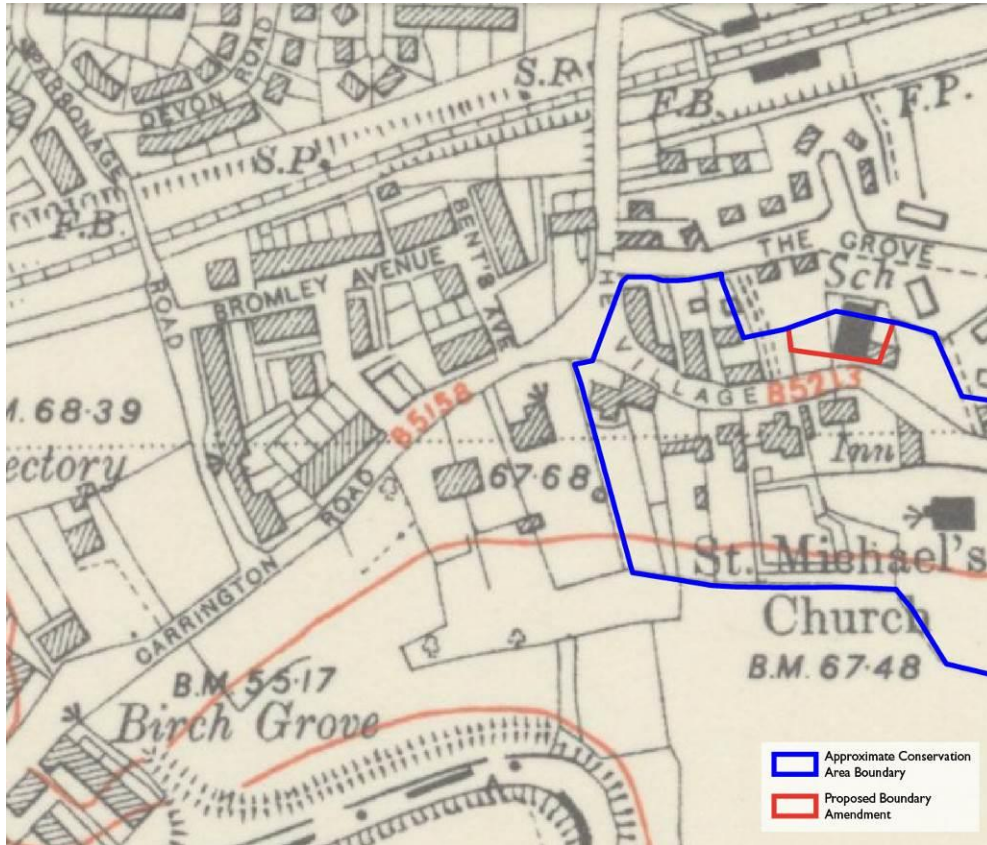 PARSONAGE
ROAD
DEVON
ROAD
S.P.
S.P.
F.B.
F.P.
F.B.
BROMLEY AVENUE
BENT'S AVE
THE GROVE
Sch
THE
VILLAGE
B5213
B5158
M. 68·39
ectory
67·68
Inn
CARRINGTON ROAD
St. Michael's
Church
B.M. 67·48
B.M. 55·17
Birch Grove
Approximate Conservation
Area Boundary
Proposed Boundary
Amendment